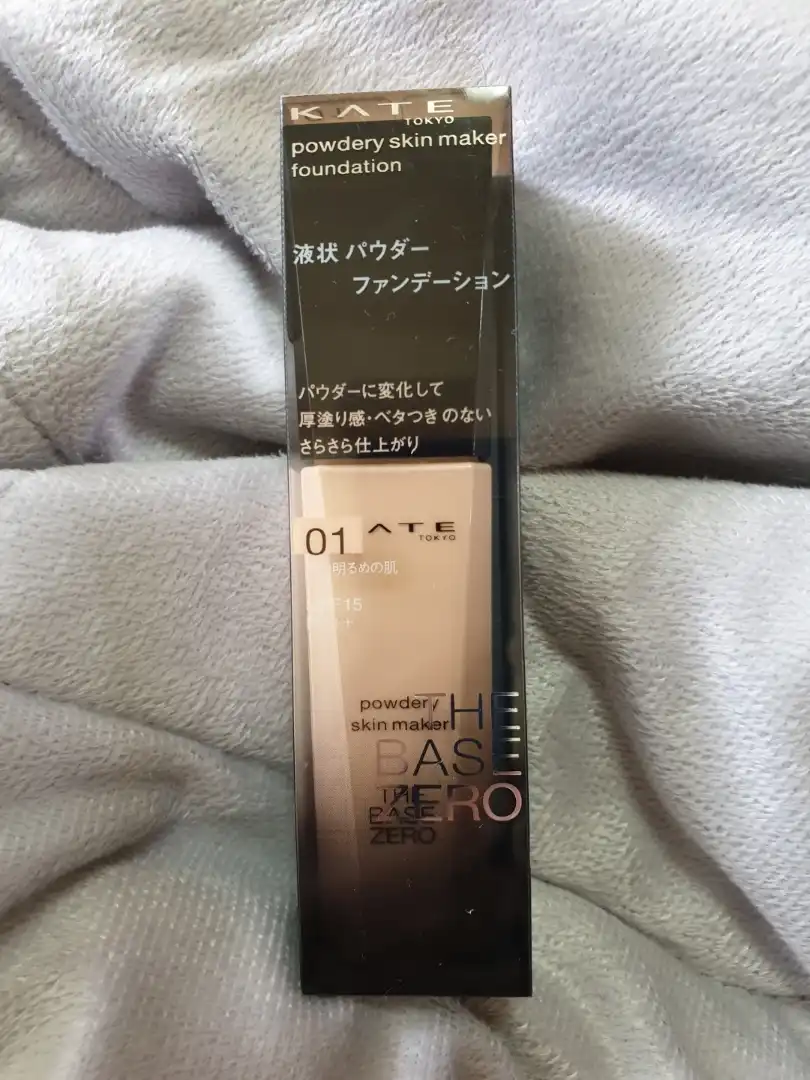 KATE
TOKYO
powdery skin maker
foundation
液状 パウダー
ファンデーション
パウダーに変化して
厚塗り感・ベタつきのない
さらさら仕上がり
01
ATE
TOKYO
明るめの肌
15
powdery
skin maker
THE
BASE
ZERO
THE
BASE
ZERO